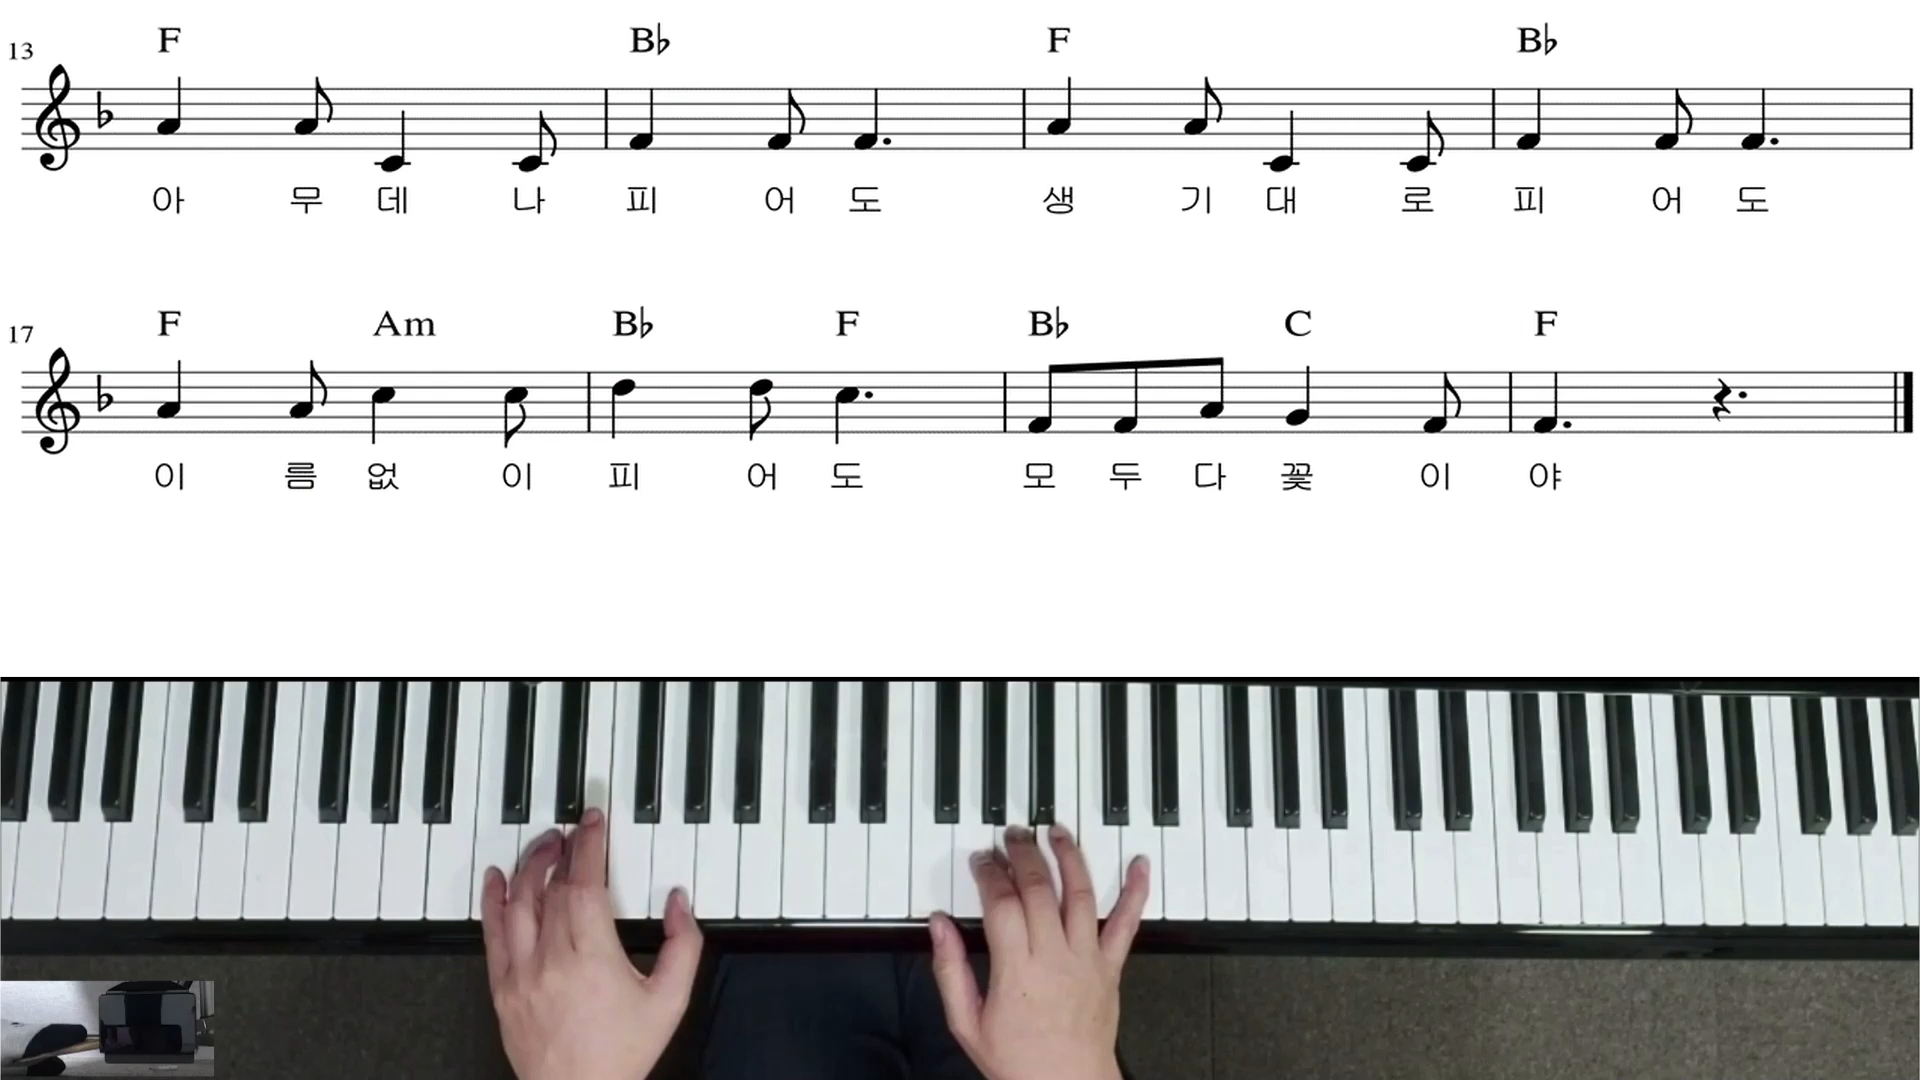 F B♭ F B♭
13
아 무 데 나 피 어 도 생 기 대 로 피 어 도
F Am B♭ F B♭ C F
17
이 름 없 이 피 어 도 모 두 다 꽃 이 야